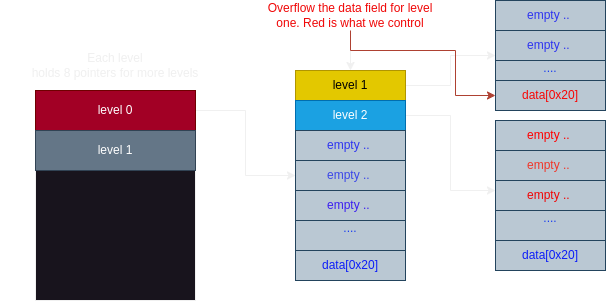 Overflow the data field for level
one. Red is what we control
Each level
holds 8 pointers for more levels
level 0
level 1
level 1
level 2
empty ..
empty ..
empty ..
....
data[0x20]
empty ..
empty ..
....
data[0x20]
empty ..
empty ..
empty ..
....
data[0x20]